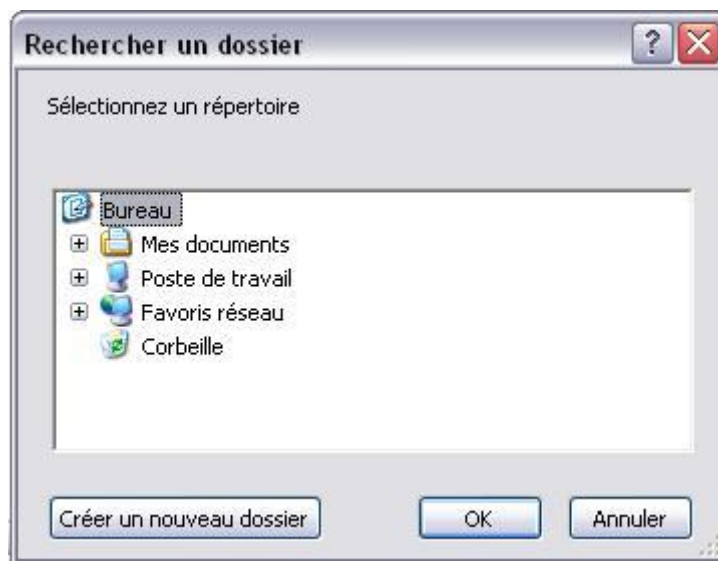 Rechercher un dossier
Sélectionnez un répertoire
Bureau
Mes documents
Poste de travail
Favoris réseau
Corbeille
Créer un nouveau dossier OK Annuler